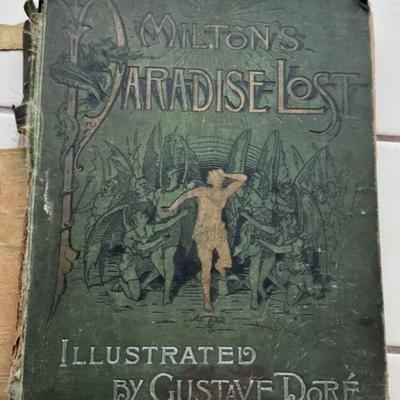 MILTON'S
PARADISE LOST
ILLUSTRATED
BY GUSTAVE DORÉ